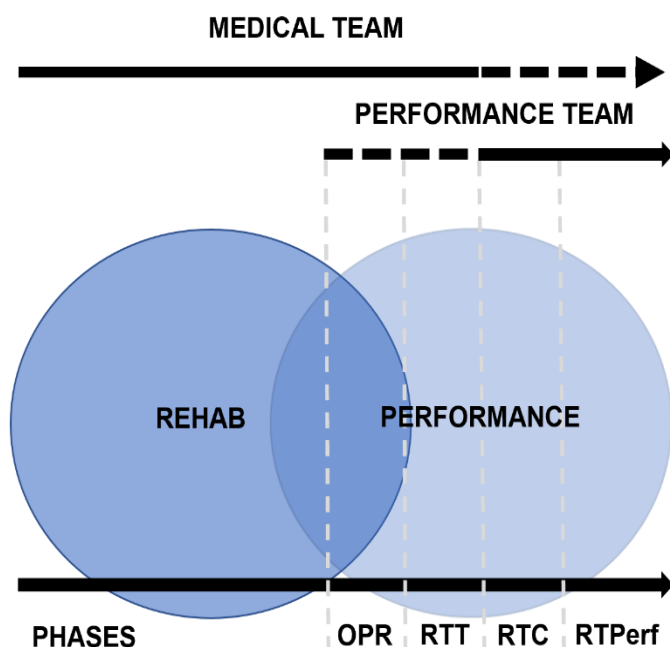 MEDICAL TEAM
PERFORMANCE TEAM
REHAB
PERFORMANCE
PHASES
OPR
RTT
RTC
RTPerf